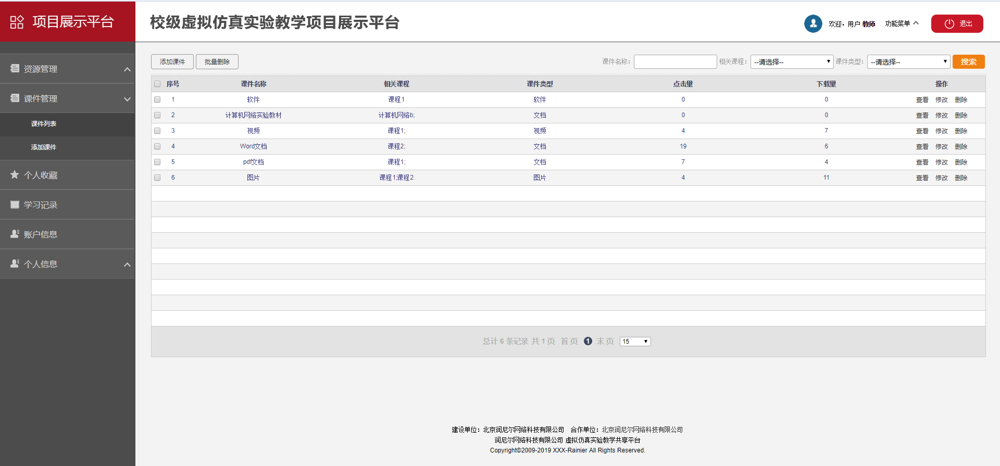 项目展示平台
校级虚拟仿真实验教学项目展示平台
欢迎，用户 教师 功能菜单 退出
资源管理
课件管理
课件列表
添加课件
个人收藏
学习记录
账户信息
个人信息
添加课件 批量删除 课件名称： 相关课程： --请选择-- 课件类型： --请选择-- 搜索
序号 课件名称 相关课程 课件类型 点击量 下载量 操作
1 软件 课程1 软件 0 0 查看 修改 删除
2 计算机网络实验教材 计算机网络b; 文档 0 0 查看 修改 删除
3 视频 课程1; 视频 4 7 查看 修改 删除
4 Word文档 课程2; 文档 19 6 查看 修改 删除
5 pdf文档 课程1; 文档 7 4 查看 修改 删除
6 图片 课程1;课程2 图片 4 11 查看 修改 删除
总计 6 条记录 共 1 页 首 页 1 末 页 15
建设单位：北京润尼尔网络科技有限公司 合作单位：北京润尼尔网络科技有限公司
润尼尔网络科技有限公司 虚拟仿真实验教学共享平台
Copyright©2009-2019 XXX-Rainier All Rights Reserved.